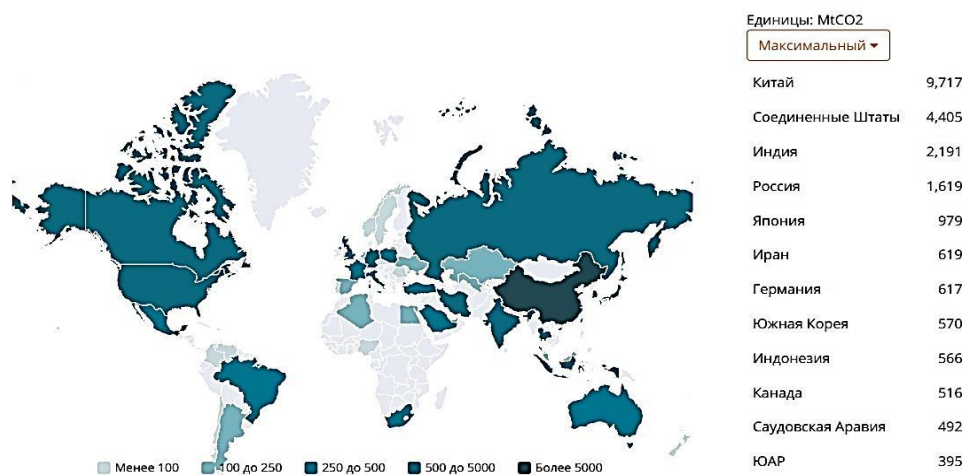 Единицы: MtCO2
Максимальный
Китай 9,717
Соединенные Штаты 4,405
Индия 2,191
Россия 1,619
Япония 979
Иран 619
Германия 617
Южная Корея 570
Индонезия 566
Канада 516
Саудовская Аравия 492
ЮАР 395
Менее 100 100 до 250 250 до 500 500 до 5000 Более 5000